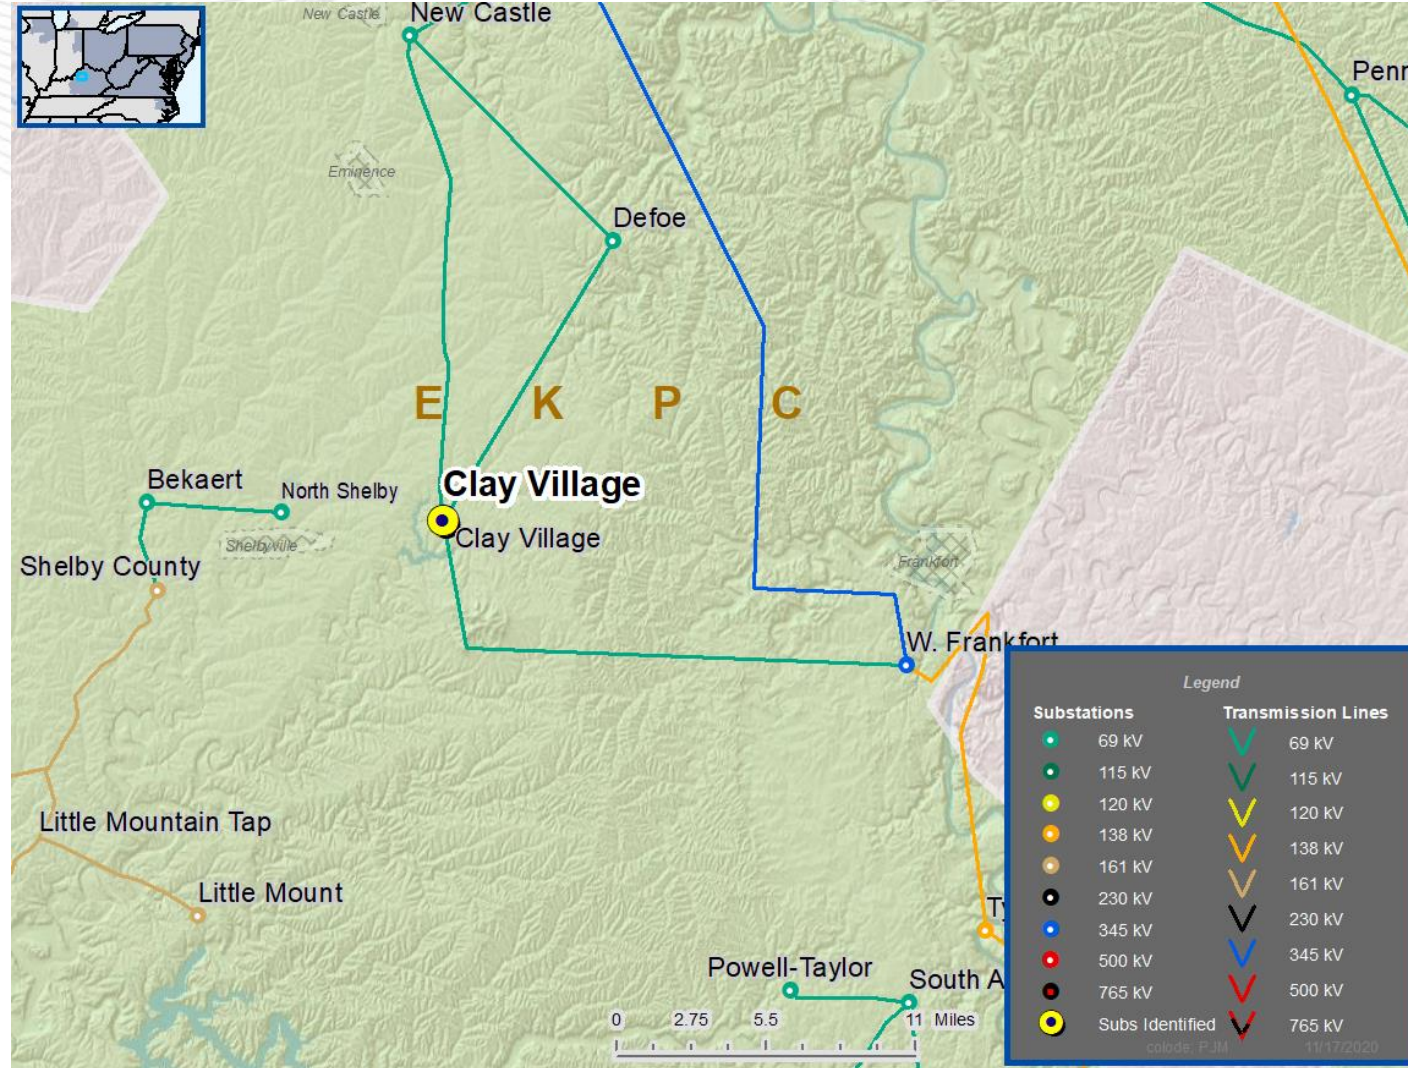 New Castle
New Castle
Penn
Eminence
Defoe
E K P C
Bekaert
North Shelby
Clay Village
Clay Village
Shelbyville
Shelby County
Frankfort
W. Frankfort
Little Mountain Tap
Little Mount
Ty
Powell-Taylor
South A
0 2.75 5.5 11 Miles
Legend
Substations Transmission Lines
69 kV 69 kV
115 kV 115 kV
120 kV 120 kV
138 kV 138 kV
161 kV 161 kV
230 kV 230 kV
345 kV 345 kV
500 kV 500 kV
765 kV 765 kV
Subs Identified
colode, PJM 11/17/2020